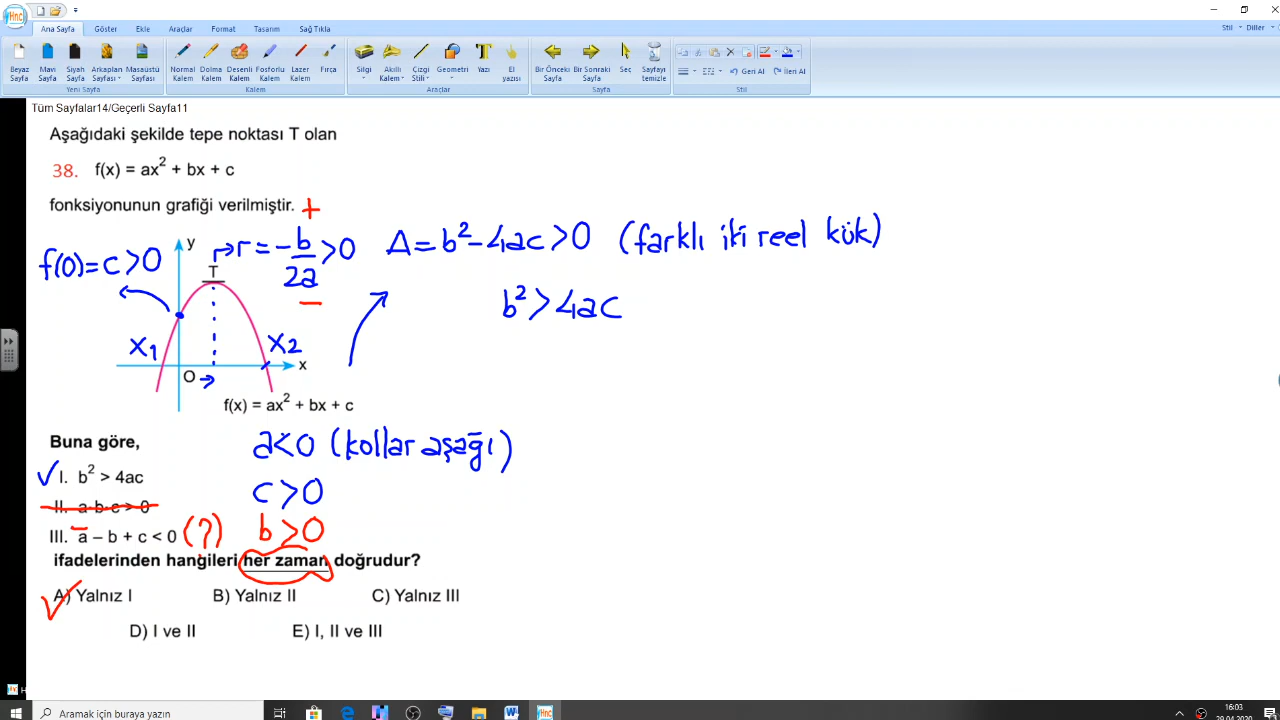 Stil Diller
Ana Sayfa Göster Ekle Araçlar Format Tasarım Sağ Tıkla
Beyaz Sayfa Mavi Sayfa Siyah Sayfa Arkaplan Sayfası Masaüstü Sayfası Normal Kalem Dolma Kalem Desenli Kalem Fosforlu Kalem Lazer Kalem Fırça Silgi Akıllı Kalem Çizgi Stili Geometri Yazı El yazısı Bir Önceki Sayfa Bir Sonraki Sayfa Sec Sayfayı temizle Geri Al İleri Al
Yeni Sayfa Kalem Araçlar Sayfa Stil
Tüm Sayfalar14/Geçerli Sayfa11
Aşağıdaki şekilde tepe noktası T olan
38. f(x) = ax² + bx + c
fonksiyonunun grafiği verilmiştir. +
f(0)=c>0 y r=-b/2a>0 Δ=b²-4ac>0 (farklı iki reel kök)
T −
b²>4ac
X1 X2
O x
f(x) = ax² + bx + c
a<0 (kollar aşağı)
Buna göre,
I. b² > 4ac
c>0
II. a·b·c > 0
III. a – b + c < 0 (?) b>0
ifadelerinden hangileri her zaman doğrudur?
A) Yalnız I B) Yalnız II C) Yalnız III
D) I ve II E) I, II ve III
Aramak için buraya yazın
16:03
29.04.2020